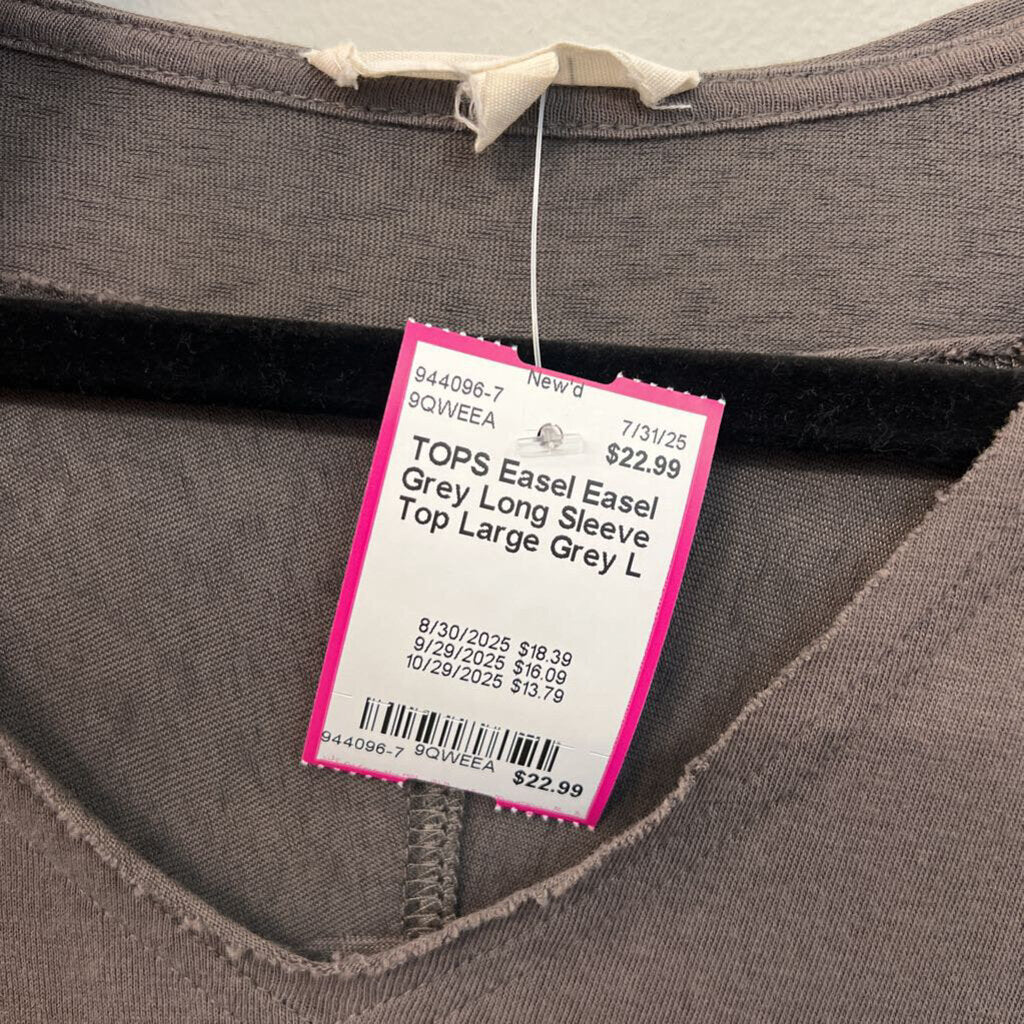 944096-7
New'd
9QWEEA
7/31/25
$22.99
TOPS Easel Easel
Grey Long Sleeve
Top Large Grey L
8/30/2025 $18.39
9/29/2025 $16.09
10/29/2025 $13.79
944096-7 9QWEEA
$22.99